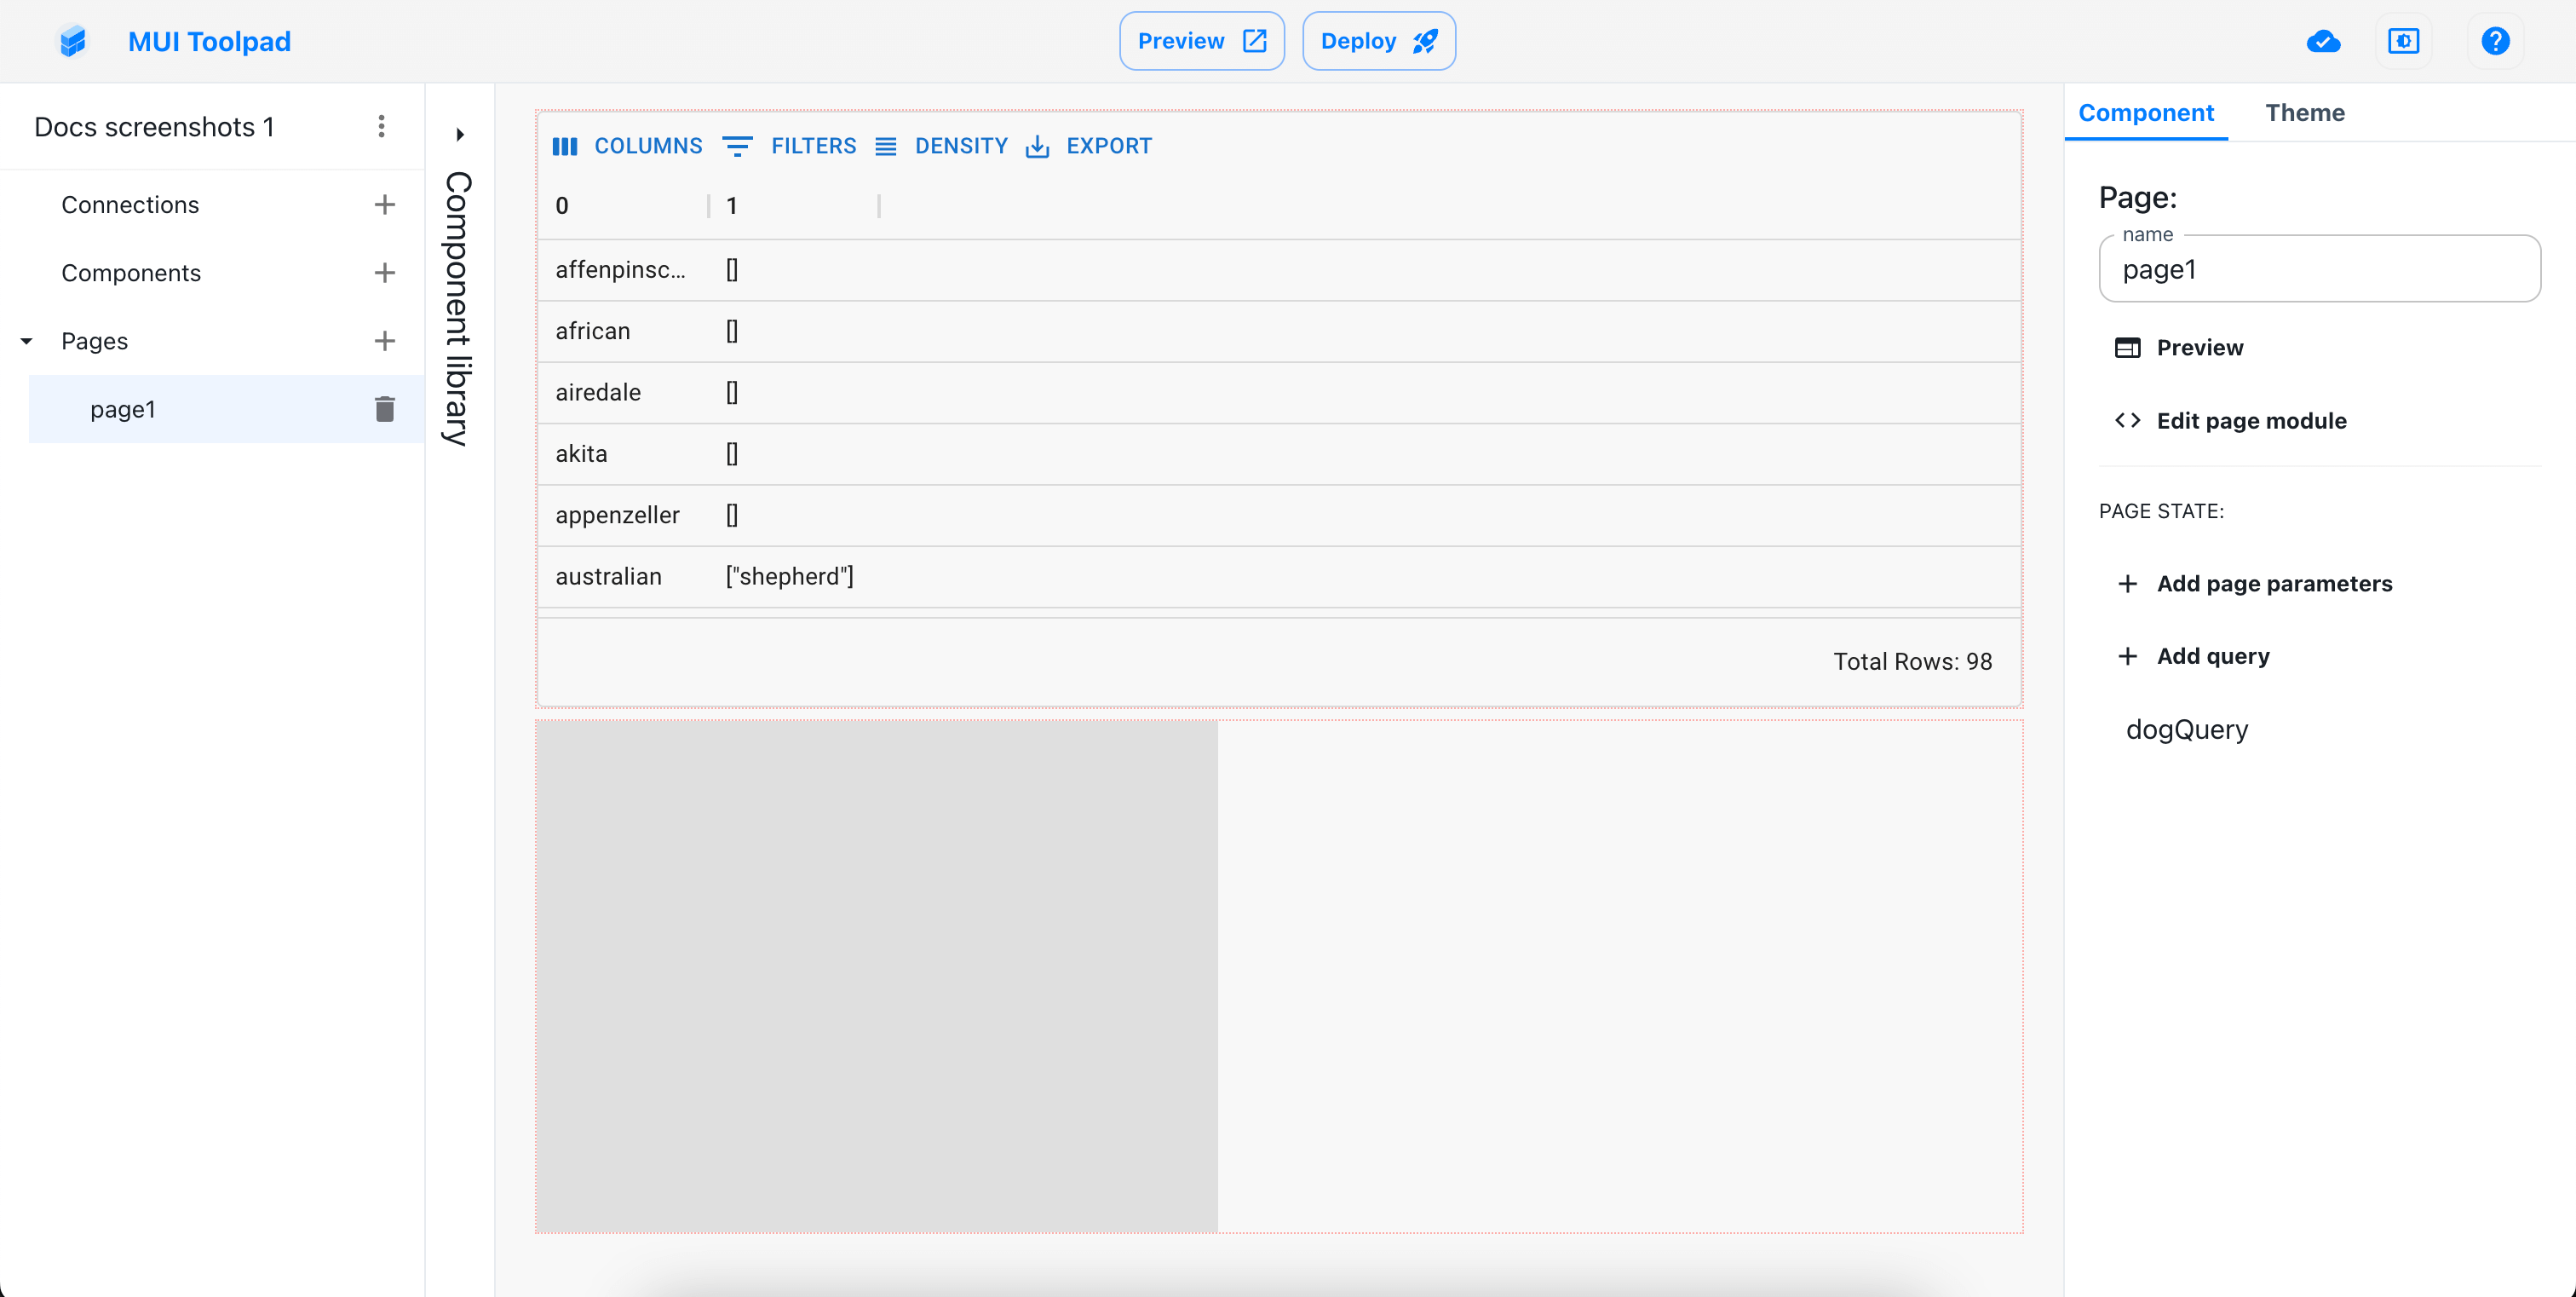 MUI Toolpad
Preview
Deploy
Docs screenshots 1
Connections
Components
Pages
page1
Component library
COLUMNS FILTERS DENSITY EXPORT
0 1
affenpinsc... []
african []
airedale []
akita []
appenzeller []
australian ["shepherd"]
Total Rows: 98
Component Theme
Page:
name
page1
Preview
Edit page module
PAGE STATE:
Add page parameters
Add query
dogQuery